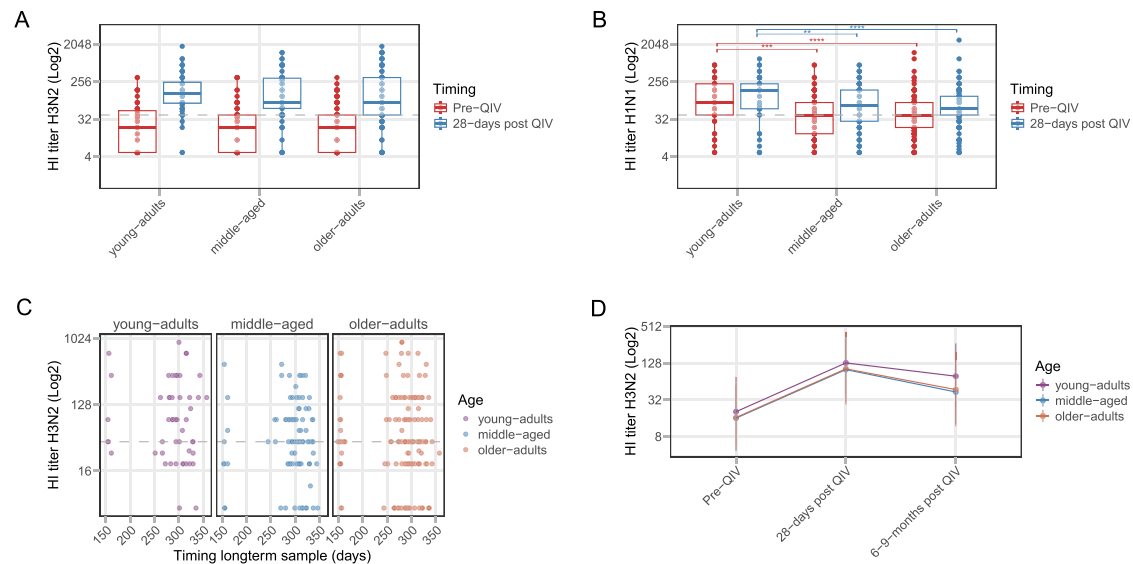 A
HI titer H3N2 (Log2)
2048
256
32
4
young−adults
middle−aged
older−adults
Timing
Pre−QIV
28−days post QIV
B
HI titer H1N1 (Log2)
2048
256
32
4
****
**
****
***
young−adults
middle−aged
older−adults
Timing
Pre−QIV
28−days post QIV
C
young−adults
middle−aged
older−adults
HI titer H3N2 (Log2)
1024
128
16
150 200 250 300 350 150 200 250 300 350 150 200 250 300 350
Timing longterm sample (days)
Age
young−adults
middle−aged
older−adults
D
HI titer H3N2 (Log2)
512
128
32
8
Pre−QIV
28−days post QIV
6−9−months post QIV
Age
young−adults
middle−aged
older−adults